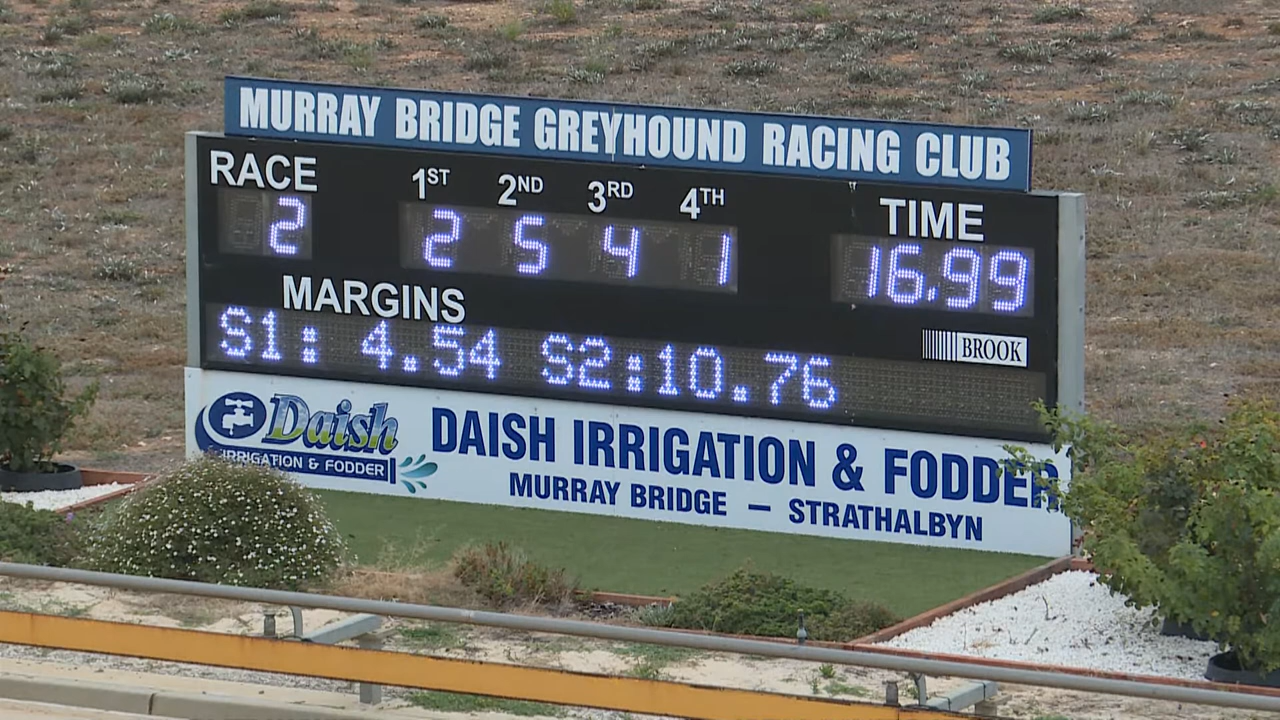 MURRAY BRIDGE GREYHOUND RACING CLUB
RACE 1ST 2ND 3RD 4TH TIME
2 2 5 4 1 16.99
MARGINS
BROOK
S1: 4.54 S2:10.76
Daish
IRRIGATION & FODDER
DAISH IRRIGATION & FODDER
MURRAY BRIDGE – STRATHALBYN